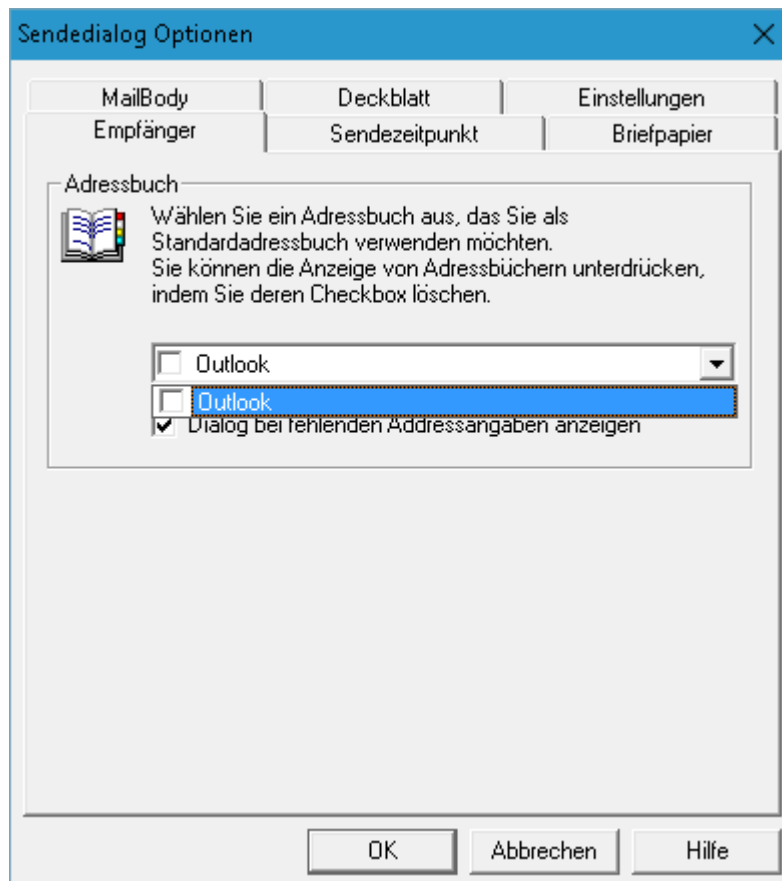 Sendedialog Optionen
MailBody
Deckblatt
Einstellungen
Empfänger
Sendezeitpunkt
Briefpapier
Adressbuch
Wählen Sie ein Adressbuch aus, das Sie als
Standardadressbuch verwenden möchten.
Sie können die Anzeige von Adressbüchern unterdrücken,
indem Sie deren Checkbox löschen.
Outlook
Outlook
Dialog bei fehlenden Addressangaben anzeigen
OK
Abbrechen
Hilfe